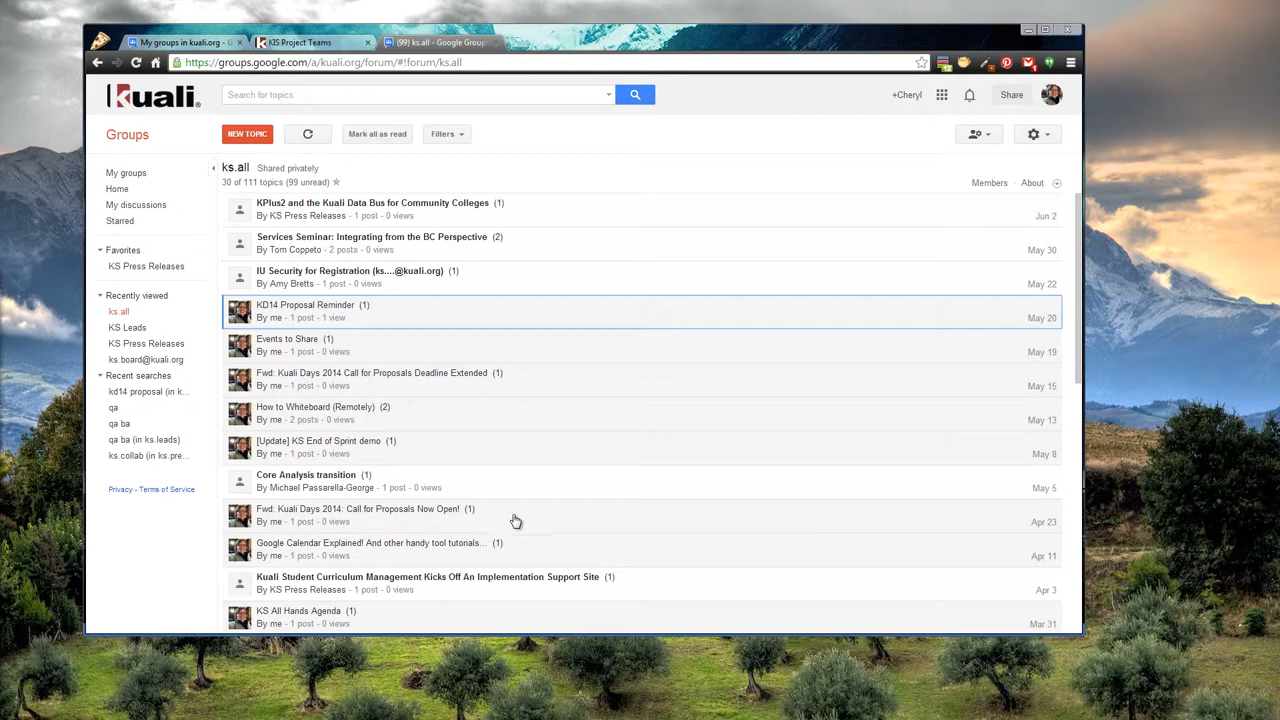 My groups in kuali.org - G
KIS Project Teams
(99) ks.all - Google Group
https://groups.google.com/a/kuali.org/forum/#!forum/ks.all
kuali®
Search for topics
+Cheryl
Share
Groups
NEW TOPIC
Mark all as read
Filters
My groups
Home
My discussions
Starred
Favorites
KS Press Releases
Recently viewed
ks.all
KS Leads
KS Press Releases
ks.board@kuali.org
Recent searches
kd14 proposal (in k...
qa
qa ba
qa ba (in ks.leads)
ks.collab (in ks.pre...
Privacy - Terms of Service
ks.all Shared privately
30 of 111 topics (99 unread)
Members · About
KPlus2 and the Kuali Data Bus for Community Colleges (1)
By KS Press Releases - 1 post - 0 views
Jun 2
Services Seminar: Integrating from the BC Perspective (2)
By Tom Coppeto - 2 posts - 0 views
May 30
IU Security for Registration (ks....@kuali.org) (1)
By Amy Bretts - 1 post - 0 views
May 22
KD14 Proposal Reminder (1)
By me - 1 post - 1 view
May 20
Events to Share (1)
By me - 1 post - 0 views
May 19
Fwd: Kuali Days 2014 Call for Proposals Deadline Extended (1)
By me - 1 post - 0 views
May 15
How to Whiteboard (Remotely) (2)
By me - 2 posts - 0 views
May 13
[Update] KS End of Sprint demo (1)
By me - 1 post - 0 views
May 8
Core Analysis transition (1)
By Michael Passarella-George - 1 post - 0 views
May 5
Fwd: Kuali Days 2014: Call for Proposals Now Open! (1)
By me - 1 post - 0 views
Apr 23
Google Calendar Explained! And other handy tool tutorials... (1)
By me - 1 post - 0 views
Apr 11
Kuali Student Curriculum Management Kicks Off An Implementation Support Site (1)
By KS Press Releases - 1 post - 0 views
Apr 3
KS All Hands Agenda (1)
By me - 1 post - 0 views
Mar 31